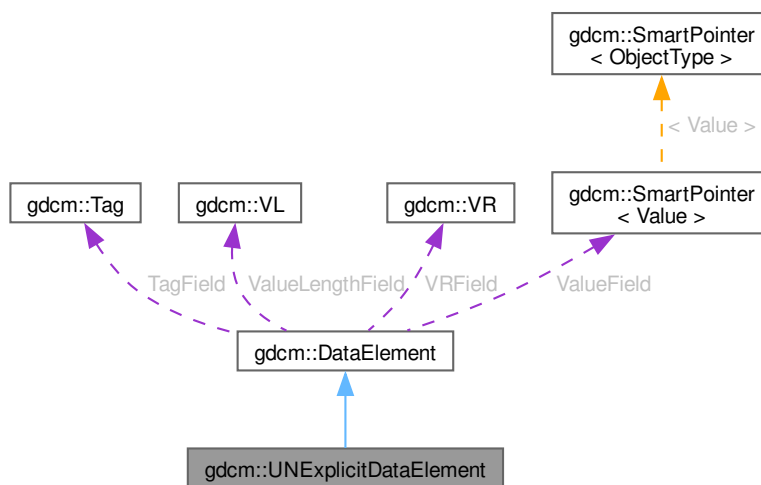 gdcm::SmartPointer
< ObjectType >
< Value >
gdcm::Tag
gdcm::VL
gdcm::VR
gdcm::SmartPointer
< Value >
TagField
ValueLengthField
VRField
ValueField
gdcm::DataElement
gdcm::UNExplicitDataElement